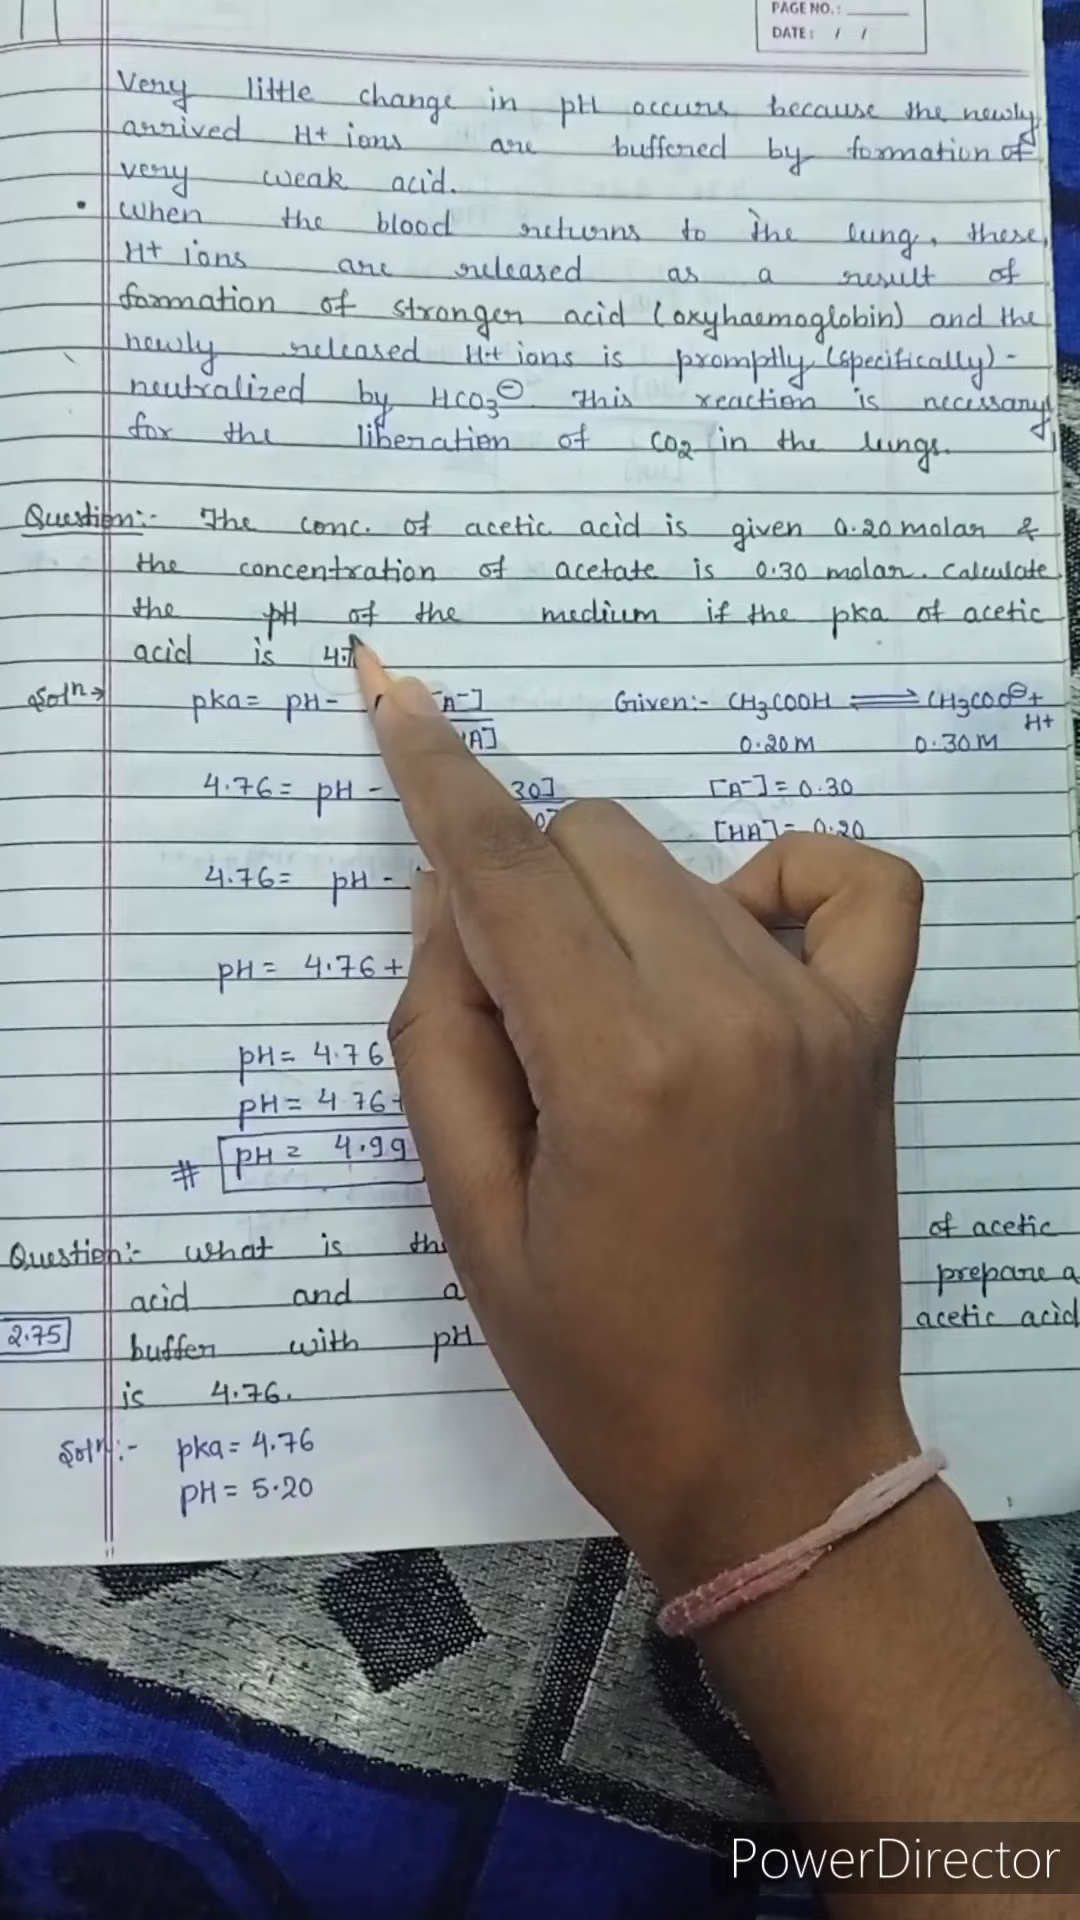 PAGE NO.:
DATE: / /
Very little change in pH occurs because the newly
arrived H+ ions are buffered by formation of
very weak acid.
• When the blood returns to the lung, these
H+ ions are released as a result of
formation of stronger acid (oxyhaemoglobin) and the
newly released H+ ions is promptly (specifically) -
neutralized by HCO3⊖. This reaction is necessary
for the liberation of CO2 in the lungs.
Question:- The conc. of acetic acid is given 0.20 molar &
the concentration of acetate is 0.30 molar. Calculate
the pH of the medium if the pka of acetic
acid is 4.7
Soln→ pka = pH - [A-] Given:- CH3COOH ⇌ CH3COO⊖ + H+
A] 0.20M 0.30M
4.76 = pH - 30] [A-] = 0.30
0] [HA] = 0.20
4.76 = pH -
pH = 4.76 +
pH = 4.76
pH = 4.76 +
# pH = 4.99
Question:- what is the of acetic
acid and a prepare a
2.75 buffer with pH acetic acid
is 4.76.
Soln:- pka = 4.76
pH = 5.20
PowerDirector